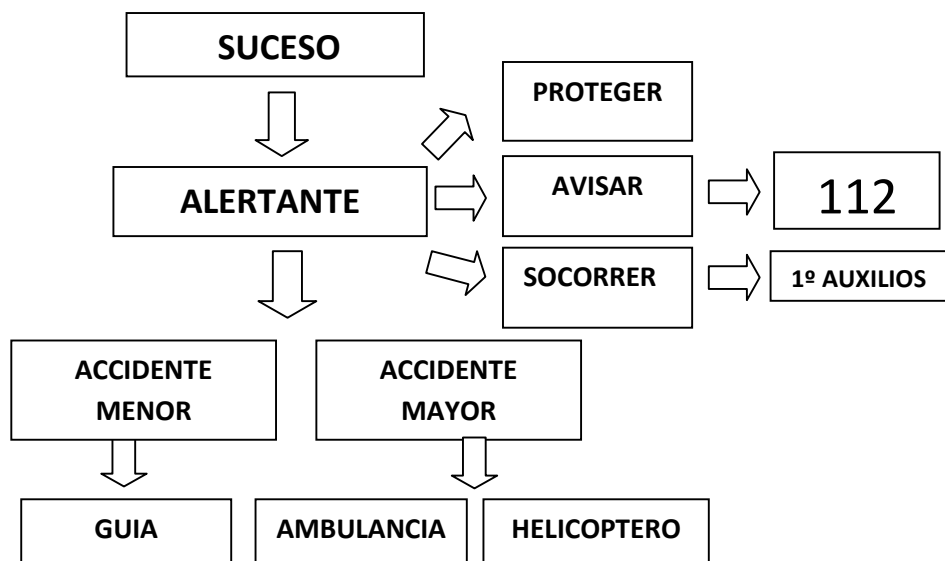 SUCESO
PROTEGER
ALERTANTE
AVISAR
112
SOCORRER
1º AUXILIOS
ACCIDENTE
MENOR
ACCIDENTE
MAYOR
GUIA
AMBULANCIA
HELICOPTERO